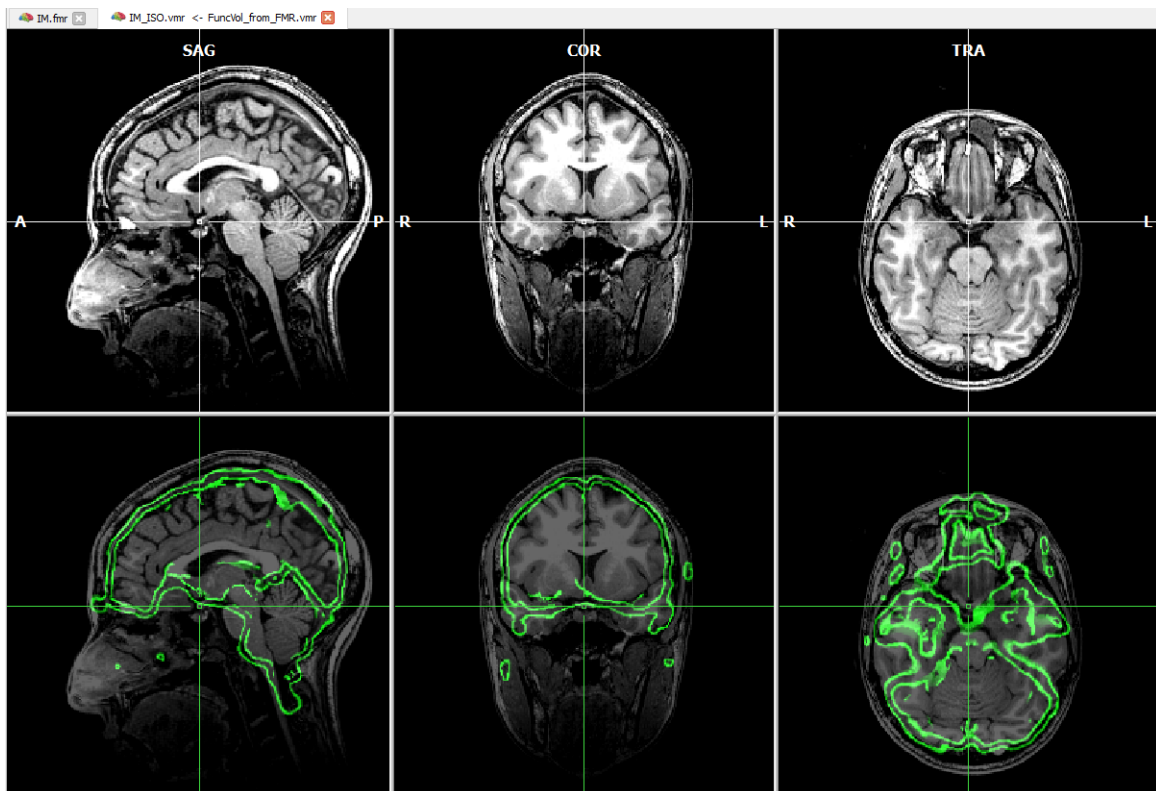 IM.fmr
IM_ISO.vmr <- FuncVol_from_FMR.vmr
SAG
COR
TRA
A
P
R
L
R
L